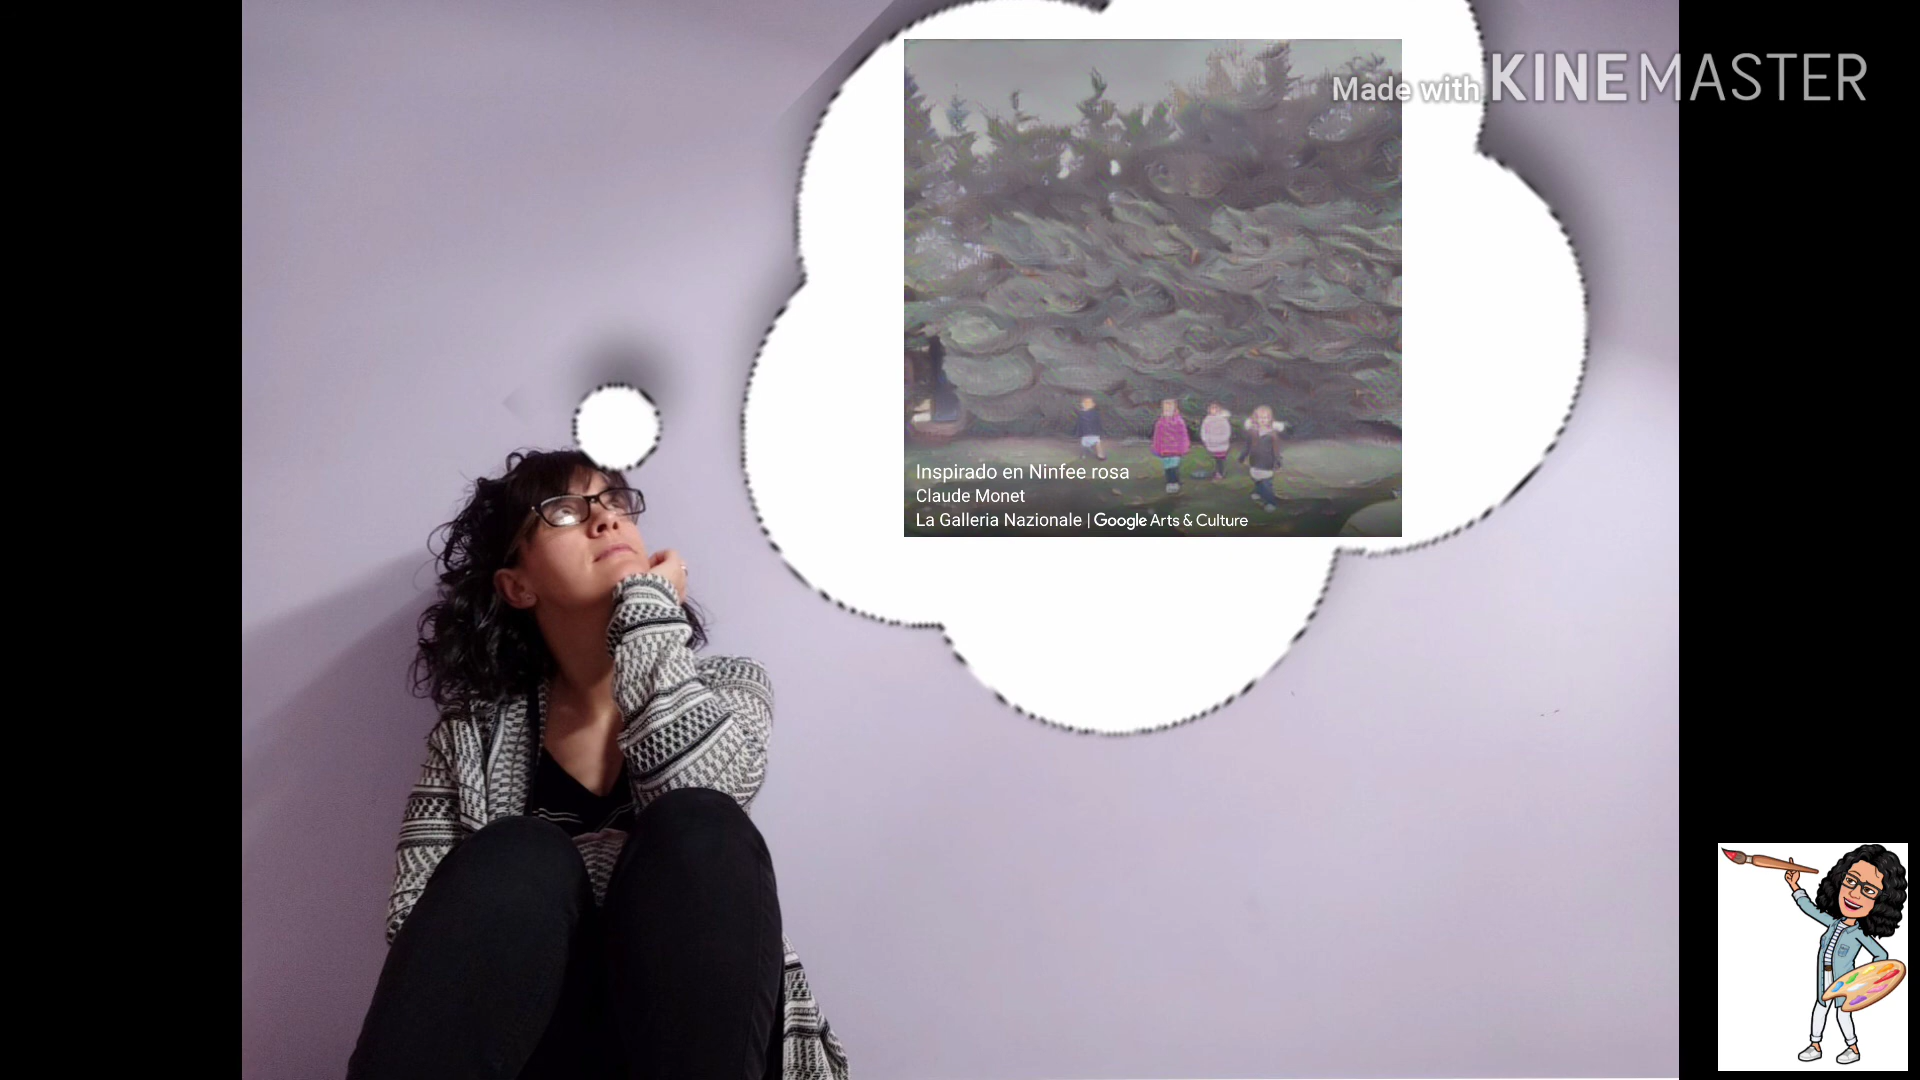 Made with KINEMASTER
Inspirado en Ninfee rosa
Claude Monet
La Galleria Nazionale | Google Arts & Culture